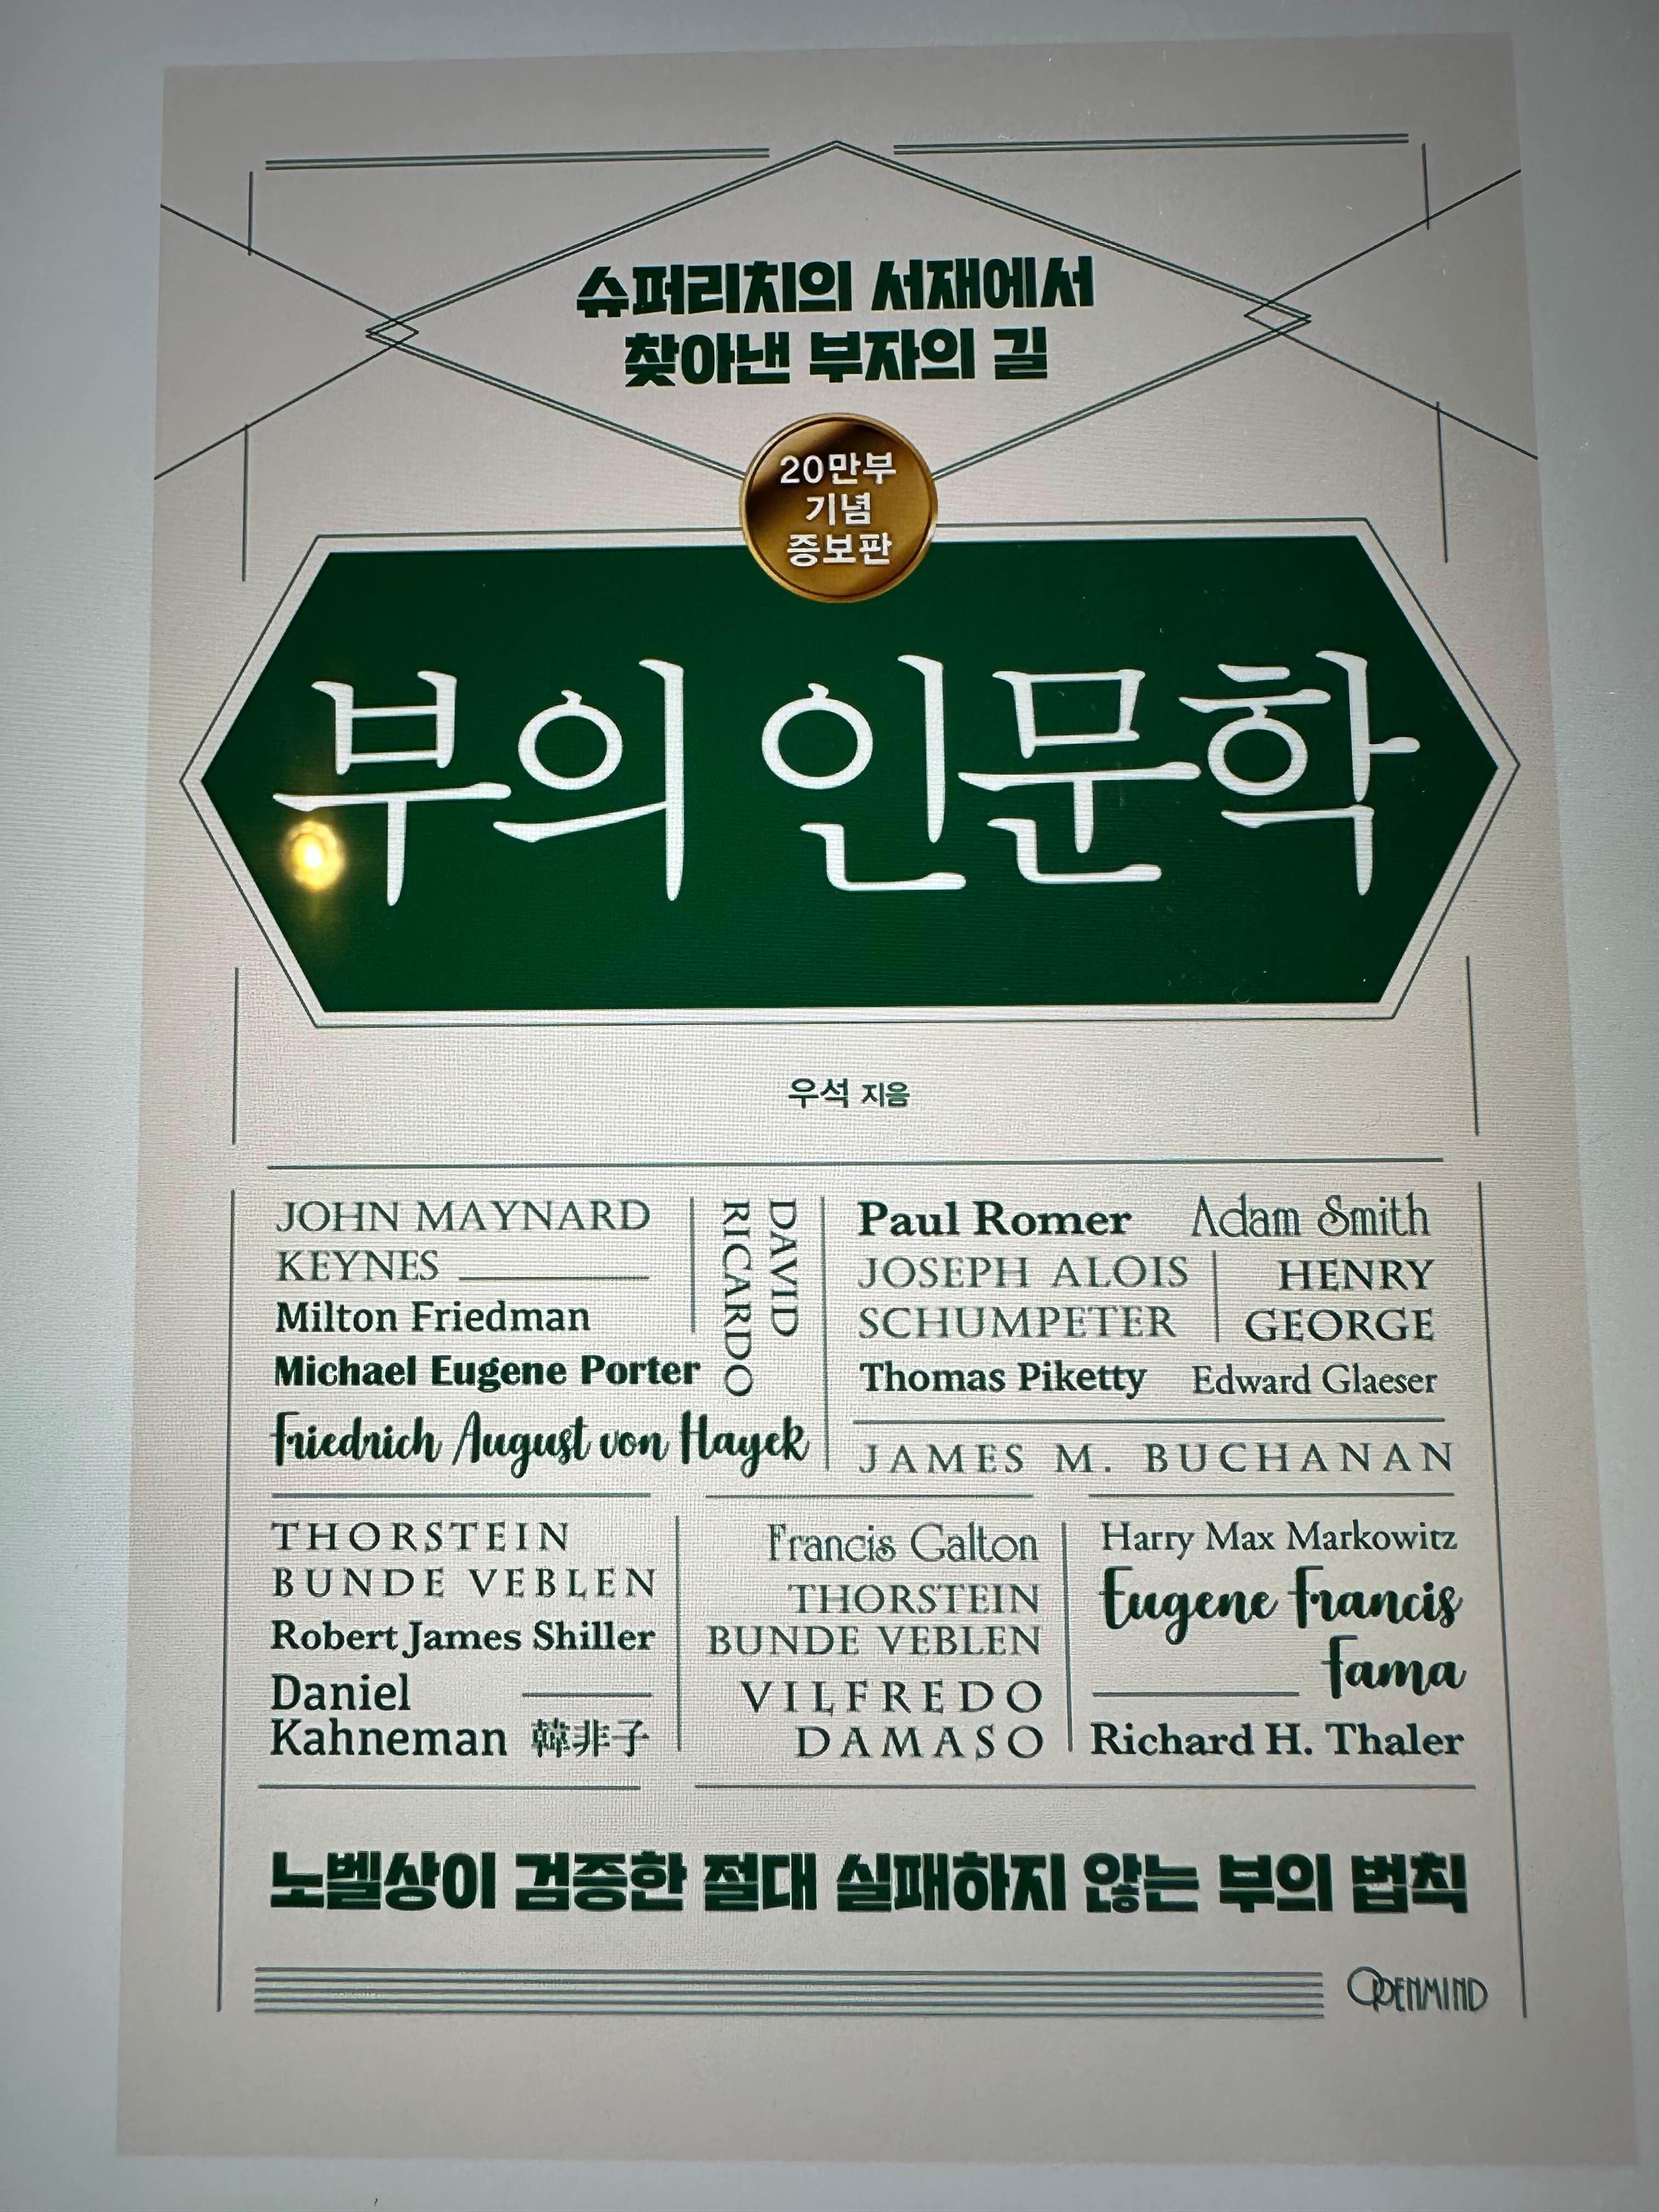 슈퍼리치의 서재에서
찾아낸 부자의 길
20만부
기념
증보판
부의 인문학
우석 지음
JOHN MAYNARD
KEYNES
Milton Friedman
Michael Eugene Porter
Friedrich August von Hayek
DAVID
RICARDO
Paul Romer
Adam Smith
JOSEPH ALOIS
SCHUMPETER
HENRY
GEORGE
Thomas Piketty
Edward Glaeser
JAMES M. BUCHANAN
THORSTEIN
BUNDE VEBLEN
Robert James Shiller
Daniel
Kahneman
韓非子
Francis Galton
THORSTEIN
BUNDE VEBLEN
VILFREDO
DAMASO
Harry Max Markowitz
Eugene Francis
Fama
Richard H. Thaler
노벨상이 검증한 절대 실패하지 않는 부의 법칙
OPENMIND